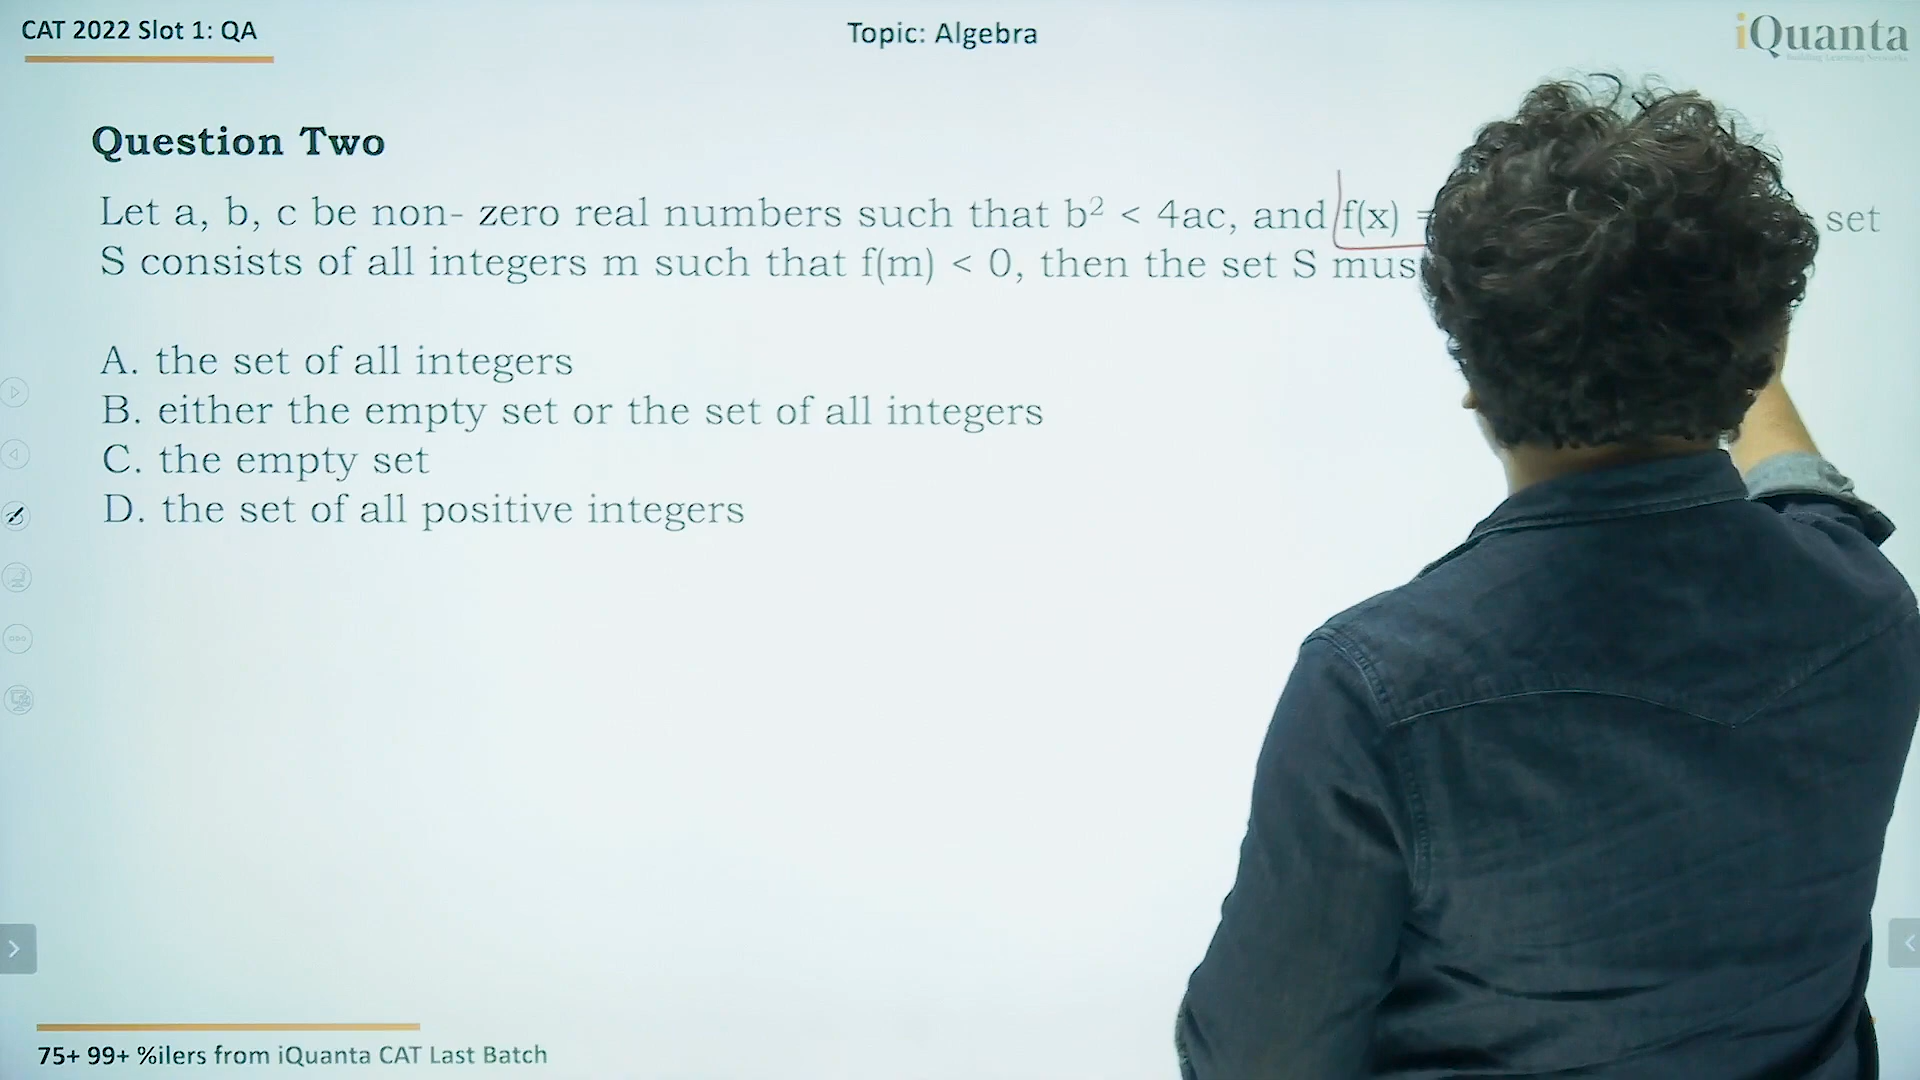 CAT 2022 Slot 1: QA
Topic: Algebra
iQuanta
Question Two
Let a, b, c be non- zero real numbers such that b² < 4ac, and f(x) = set
S consists of all integers m such that f(m) < 0, then the set S
A. the set of all integers
B. either the empty set or the set of all integers
C. the empty set
D. the set of all positive integers
75+ 99+ %ilers from iQuanta CAT Last Batch